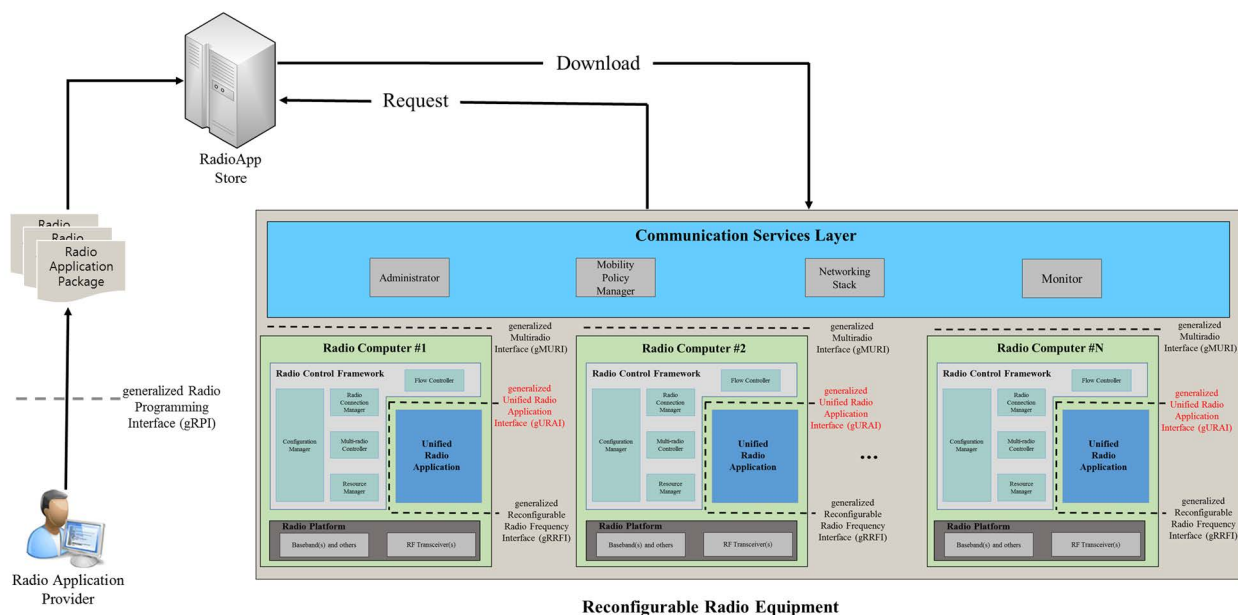 Download
Request
RadioApp
Store
Radio
Radio
Radio
Application
Package
generalized Radio
Programming
Interface (gRPI)
Radio Application
Provider
Communication Services Layer
Administrator
Mobility
Policy
Manager
Networking
Stack
Monitor
generalized
Multiradio
Interface (gMURI)
generalized
Multiradio
Interface (gMURI)
generalized
Multiradio
Interface (gMURI)
Radio Computer #1
Radio Control Framework
Flow Controller
Radio
Connection
Manager
Configuration
Manager
Multi-radio
Controller
Resource
Manager
Unified
Radio
Application
generalized
Unified Radio
Application
Interface (gURAI)
generalized
Reconfigurable
Radio Frequency
Interface (gRRFI)
Radio Platform
Baseband(s) and others
RF Transceiver(s)
Radio Computer #2
Radio Control Framework
Flow Controller
Radio
Connection
Manager
Configuration
Manager
Multi-radio
Controller
Resource
Manager
Unified
Radio
Application
generalized
Unified Radio
Application
Interface (gURAI)
...
generalized
Reconfigurable
Radio Frequency
Interface (gRRFI)
Radio Platform
Baseband(s) and others
RF Transceiver(s)
Radio Computer #N
Radio Control Framework
Flow Controller
Radio
Connection
Manager
Configuration
Manager
Multi-radio
Controller
Resource
Manager
Unified
Radio
Application
generalized
Unified Radio
Application
Interface (gURAI)
generalized
Reconfigurable
Radio Frequency
Interface (gRRFI)
Radio Platform
Baseband(s) and others
RF Transceiver(s)
Reconfigurable Radio Equipment